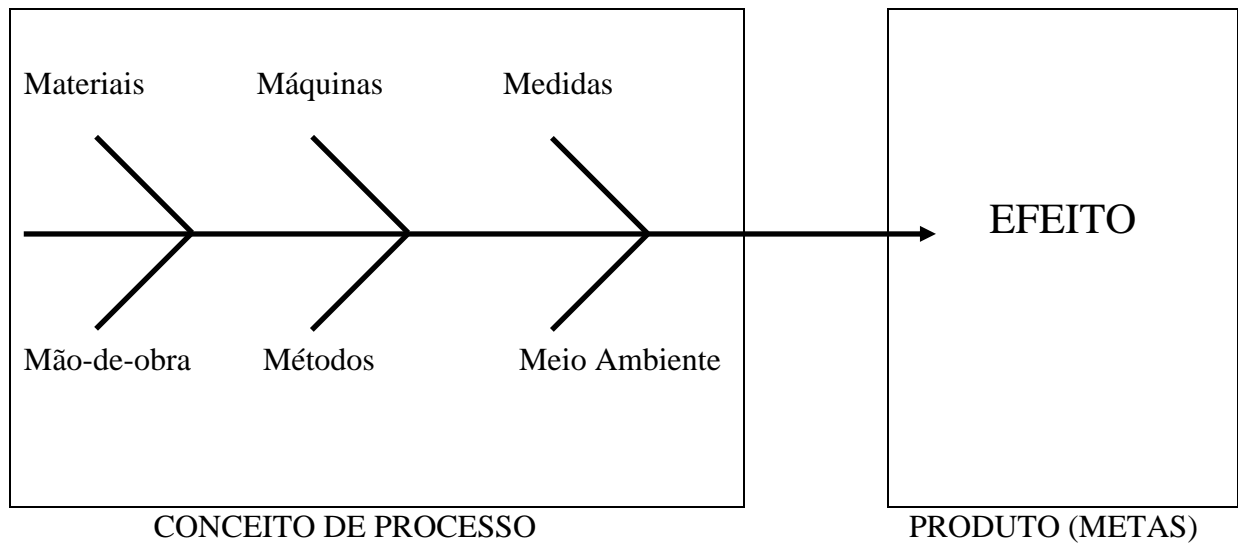 Materiais Máquinas Medidas
EFEITO
Mão-de-obra Métodos Meio Ambiente
CONCEITO DE PROCESSO PRODUTO (METAS)